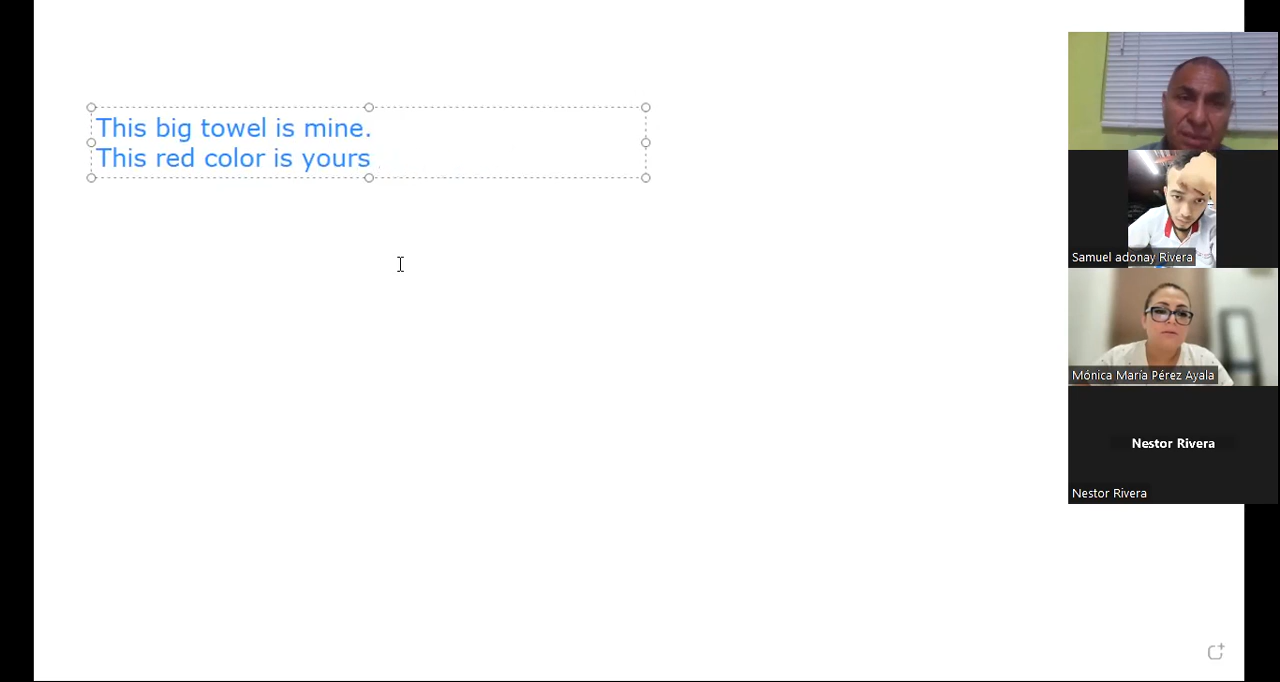 This big towel is mine.
This red color is yours
Samuel adonay Rivera
Mónica María Pérez Ayala
Nestor Rivera
Nestor Rivera